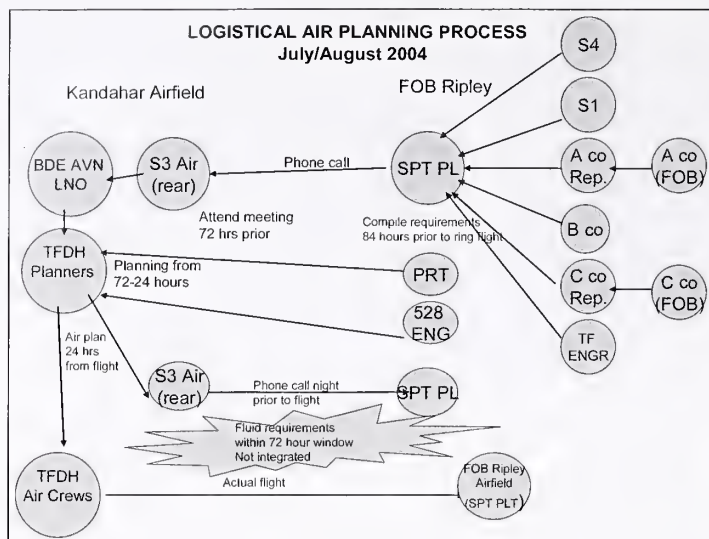 LOGISTICAL AIR PLANNING PROCESS
July/August 2004
Kandahar Airfield
FOB Ripley
S4
S1
BDE AVN
LNO
S3 Air
(rear)
Phone call
SPT PL
A co
Rep.
A co
(FOB)
Attend meeting
72 hrs prior
Compile requirements
84 hours prior to ring flight
B co
TFDH
Planners
Planning from
72-24 hours
PRT
C co
Rep.
C co
(FOB)
528
ENG
TF
ENGR
Air plan
24 hrs
from flight
S3 Air
(rear)
Phone call night
prior to flight
SPT PL
Fluid requirements
within 72 hour window
Not integrated
TFDH
Air Crews
Actual flight
FOB Ripley
Airfield
(SPT PLT)